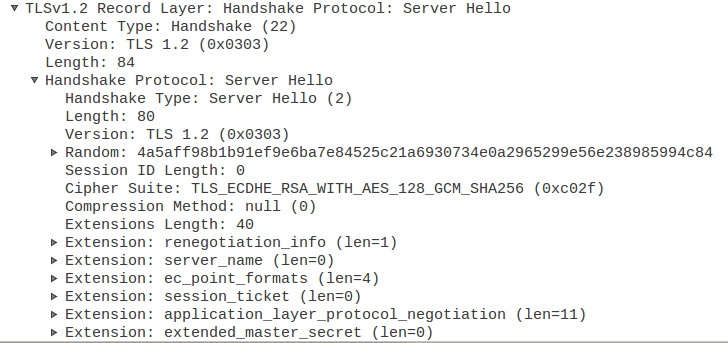 TLSv1.2 Record Layer: Handshake Protocol: Server Hello
Content Type: Handshake (22)
Version: TLS 1.2 (0x0303)
Length: 84
Handshake Protocol: Server Hello
Handshake Type: Server Hello (2)
Length: 80
Version: TLS 1.2 (0x0303)
Random: 4a5aff98b1b91ef9e6ba7e84525c21a6930734e0a2965299e56e238985994c84
Session ID Length: 0
Cipher Suite: TLS_ECDHE_RSA_WITH_AES_128_GCM_SHA256 (0xc02f)
Compression Method: null (0)
Extensions Length: 40
Extension: renegotiation_info (len=1)
Extension: server_name (len=0)
Extension: ec_point_formats (len=4)
Extension: session_ticket (len=0)
Extension: application_layer_protocol_negotiation (len=11)
Extension: extended_master_secret (len=0)